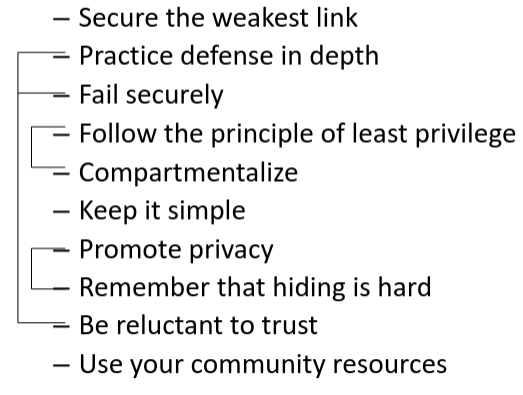 – Secure the weakest link
– Practice defense in depth
– Fail securely
– Follow the principle of least privilege
– Compartmentalize
– Keep it simple
– Promote privacy
– Remember that hiding is hard
– Be reluctant to trust
– Use your community resources